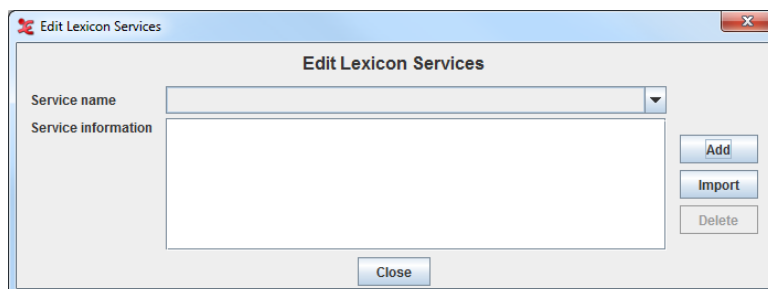 Edit Lexicon Services
Edit Lexicon Services
Service name
Service information
Add
Import
Delete
Close